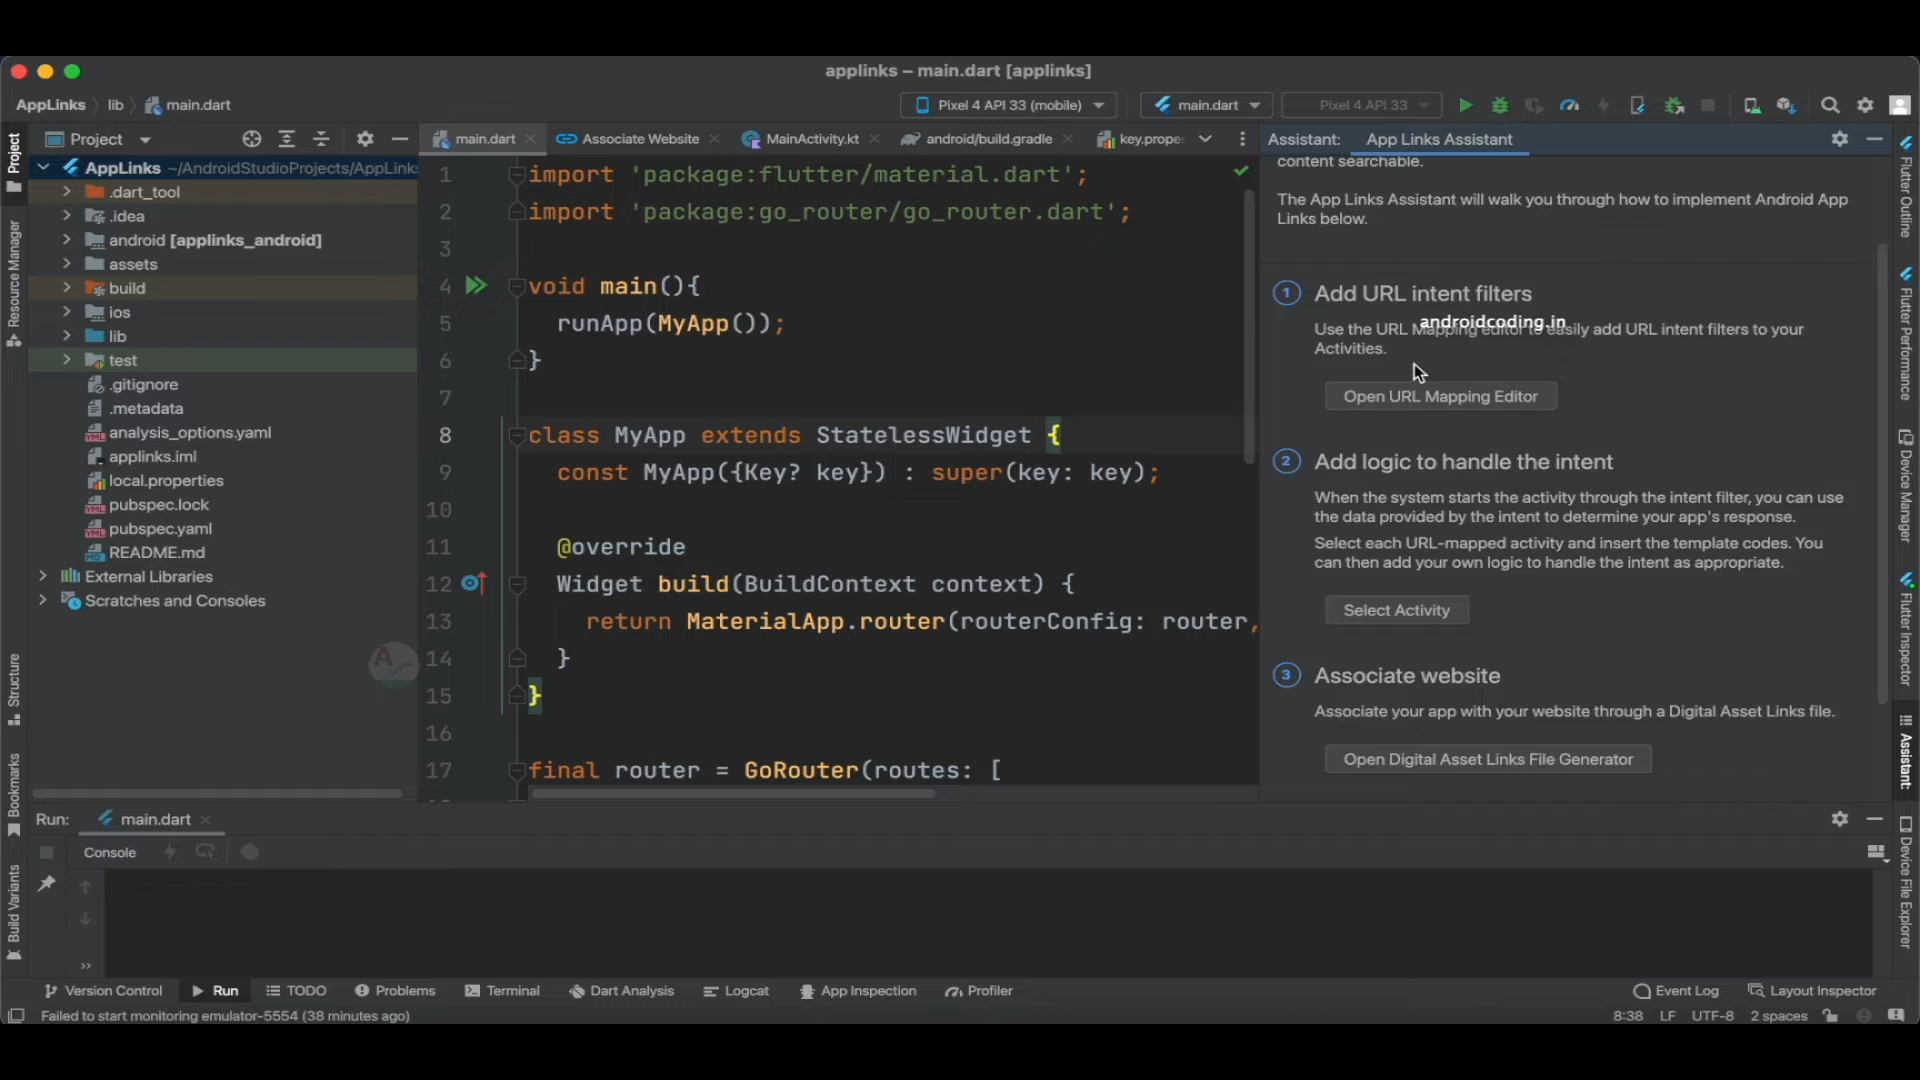 applinks – main.dart [applinks]
AppLinks lib main.dart
Pixel 4 API 33 (mobile) main.dart Pixel 4 API 33
Project
main.dart Associate Website MainActivity.kt android/build.gradle key.prope
Assistant: App Links Assistant
AppLinks ~/AndroidStudioProjects/AppLinks
.dart_tool
.idea
android [applinks_android]
assets
build
ios
lib
test
.gitignore
.metadata
analysis_options.yaml
applinks.iml
local.properties
pubspec.lock
pubspec.yaml
README.md
External Libraries
Scratches and Consoles
1 import 'package:flutter/material.dart';
2 import 'package:go_router/go_router.dart';
3
4 void main(){
5 runApp(MyApp());
6 }
7
8 class MyApp extends StatelessWidget {
9 const MyApp({Key? key}) : super(key: key);
10
11 @override
12 Widget build(BuildContext context) {
13 return MaterialApp.router(routerConfig: router,
14 }
15 }
16
17 final router = GoRouter(routes: [
content searchable.
The App Links Assistant will walk you through how to implement Android App
Links below.
1 Add URL intent filters
androidcoding.in
Use the URL Mapping editor to easily add URL intent filters to your
Activities.
Open URL Mapping Editor
2 Add logic to handle the intent
When the system starts the activity through the intent filter, you can use
the data provided by the intent to determine your app's response.
Select each URL-mapped activity and insert the template codes. You
can then add your own logic to handle the intent as appropriate.
Select Activity
3 Associate website
Associate your app with your website through a Digital Asset Links file.
Open Digital Asset Links File Generator
Project
Resource Manager
Structure
Bookmarks
Build Variants
Flutter Outline
Flutter Performance
Device Manager
Flutter Inspector
Assistant:
Device File Explorer
A
Run: main.dart
Console
Version Control Run TODO Problems Terminal Dart Analysis Logcat App Inspection Profiler Event Log Layout Inspector
Failed to start monitoring emulator-5554 (38 minutes ago) 8:38 LF UTF-8 2 spaces